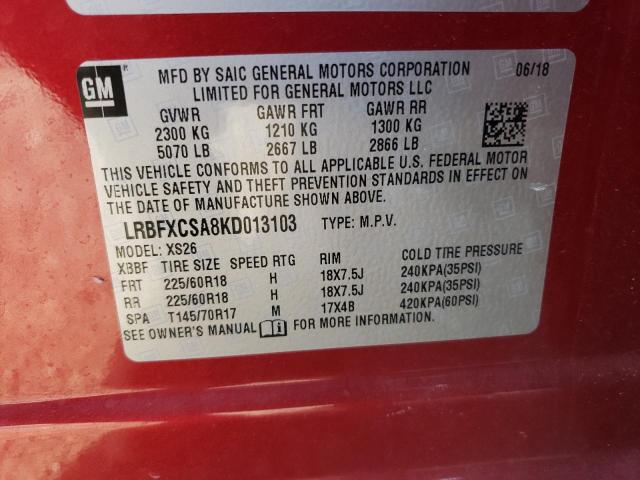 GM
MFD BY SAIC GENERAL MOTORS CORPORATION 06/18
LIMITED FOR GENERAL MOTORS LLC
GVWR GAWR FRT GAWR RR
2300 KG 1210 KG 1300 KG
5070 LB 2667 LB 2866 LB
THIS VEHICLE CONFORMS TO ALL APPLICABLE U.S. FEDERAL MOTOR
VEHICLE SAFETY AND THEFT PREVENTION STANDARDS IN EFFECT ON
THE DATE OF MANUFACTURE SHOWN ABOVE.
LRBFXCSA8KD013103 TYPE: M.P.V.
MODEL: XS26
XBBF TIRE SIZE SPEED RTG RIM COLD TIRE PRESSURE
FRT 225/60R18 H 18X7.5J 240KPA(35PSI)
RR 225/60R18 H 18X7.5J 240KPA(35PSI)
SPA T145/70R17 M 17X4B 420KPA(60PSI)
SEE OWNER'S MANUAL FOR MORE INFORMATION.